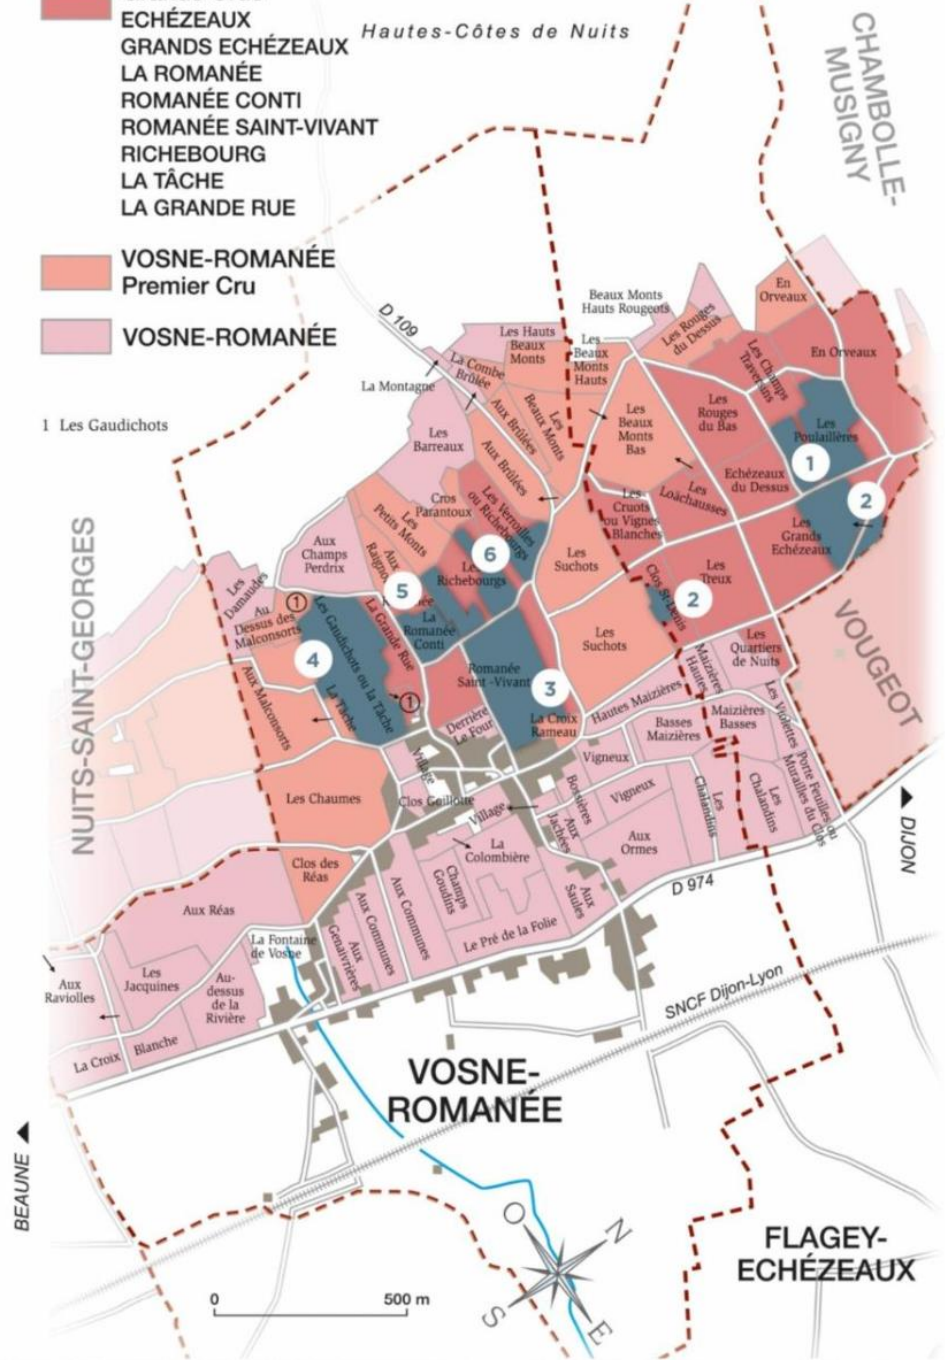 ECHÉZEAUX
GRANDS ECHÉZEAUX
LA ROMANÉE
ROMANÉE CONTI
ROMANÉE SAINT-VIVANT
RICHEBOURG
LA TÂCHE
LA GRANDE RUE
VOSNE-ROMANÉE
Premier Cru
VOSNE-ROMANÉE
1 Les Gaudichots
Hautes-Côtes de Nuits
CHAMBOLLE-
MUSIGNY
NUITS-SAINT-GEORGES
VOUGEOT
D 109
La Montagne
Les Hauts
Beaux
Monts
La Combe
Brûlée
Les
Beaux
Monts
Hauts
Beaux Monts
Hauts Rougeots
Les Rouges
du Dessus
En
Orveaux
En Orveaux
Les Champs
Traversins
Les
Poulaillères
1
2
Les
Rouges
du Bas
Les
Beaux
Monts
Bas
Les
Beaux Monts
Aux Brûlées
Aux Brûlées
Les
Barreaux
Echézeaux
du Dessus
Les
Loächausses
Les
Cruots
ou Vignes
Blanches
Les
Grands
Echézeaux
Les
Treux
Clos St-Denis
2
Les
Quartiers
de Nuits
Les
Suchots
Les
Suchots
Cros
Parantoux
Les
Petits Monts
Les Verroilles
ou Richebourgs
6
Les
Richebourgs
5
Aux
Champs
Perdrix
Les
Damaudes
Au
Dessus des
Malconsorts
1
4
Les Gaudichots ou la Tâche
La Tâche
La Grande Rue
1
La
Romanée
Conti
Romanée
Saint-Vivant
3
La Croix
Rameau
Derrière
Le Four
Aux Malconsorts
Les Chaumes
Clos des
Réas
Village
Clos Goillotte
Village
Hautes Maizières
Maizières
Hautes
Basses
Maizières
Maizières
Basses
Les Violettes
Porte Feuilles ou
Murailles du Clos
Vigneux
Vigneux
Bossières
Aux
Jachées
Les
Chalandins
Les
Chalandins
Aux
Ormes
La
Colombière
Champs
Goudins
Aux
Saules
Le Pré de la Folie
Aux Communes
Aux Communes
Aux
Genaivrières
D 974
DIJON
Aux Réas
La Fontaine
de Vosne
Les
Jacquines
Au-
dessus
de la
Rivière
Aux
Raviolles
La Croix
Blanche
SNCF Dijon-Lyon
VOSNE-
ROMANÉE
BEAUNE
FLAGEY-
ECHÉZEAUX
0
500 m
O
N
S
E